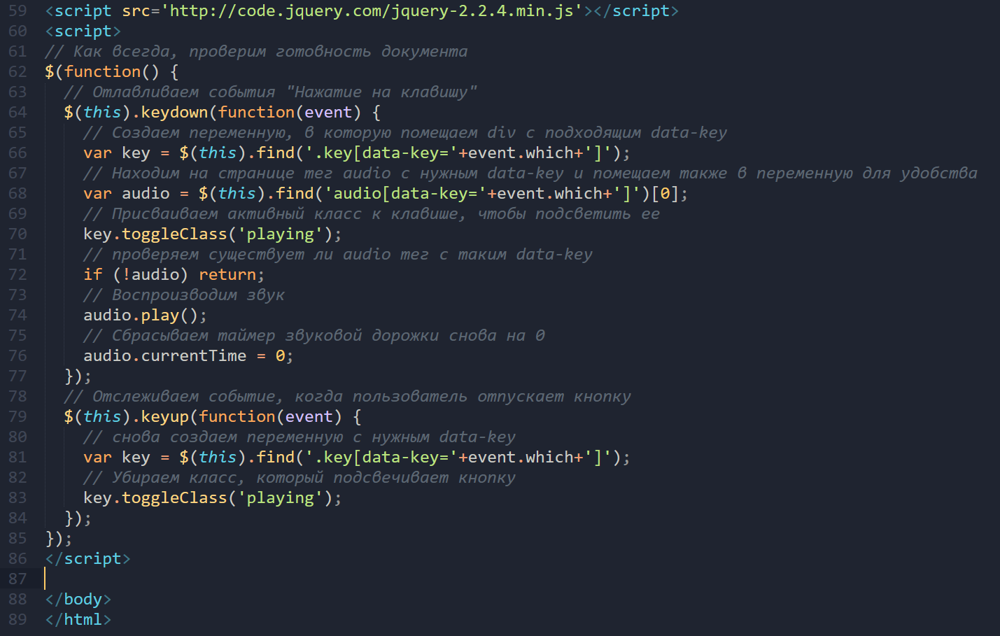 59 <script src='http://code.jquery.com/jquery-2.2.4.min.js'></script>
60 <script>
61 // Как всегда, проверим готовность документа
62 $(function() {
63   // Отлавливаем события "Нажатие на клавишу"
64   $(this).keydown(function(event) {
65     // Создаем переменную, в которую помещаем div с подходящим data-key
66     var key = $(this).find('.key[data-key='+event.which+']');
67     // Находим на странице тег audio с нужным data-key и помещаем также в переменную для удобства
68     var audio = $(this).find('audio[data-key='+event.which+']')[0];
69     // Присваиваем активный класс к клавише, чтобы подсветить ее
70     key.toggleClass('playing');
71     // проверяем существует ли audio тег с таким data-key
72     if (!audio) return;
73     // Воспроизводим звук
74     audio.play();
75     // Сбрасываем таймер звуковой дорожки снова на 0
76     audio.currentTime = 0;
77   });
78   // Отслеживаем событие, когда пользователь отпускает кнопку
79   $(this).keyup(function(event) {
80     // снова создаем переменную с нужным data-key
81     var key = $(this).find('.key[data-key='+event.which+']');
82     // Убираем класс, который подсвечивает кнопку
83     key.toggleClass('playing');
84   });
85 });
86 </script>
87
88 </body>
89 </html>